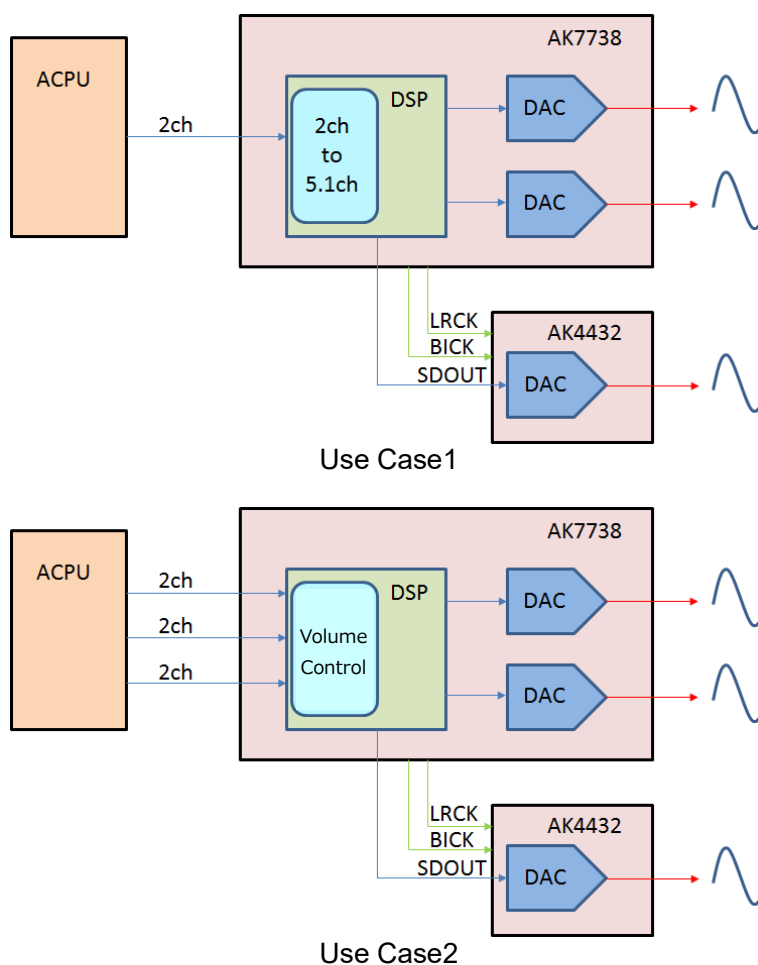 AK7738
ACPU
DSP
DAC
2ch
2ch
to
5.1ch
DAC
LRCK
AK4432
BICK
SDOUT
DAC
Use Case1
AK7738
ACPU
2ch
DSP
DAC
2ch
Volume
Control
2ch
DAC
LRCK
AK4432
BICK
SDOUT
DAC
Use Case2